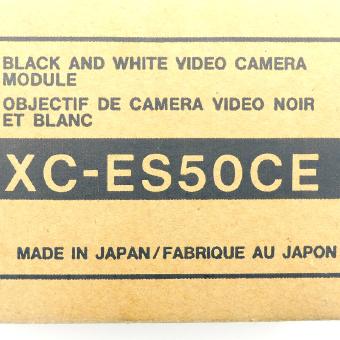 BLACK AND WHITE VIDEO CAMERA
MODULE
OBJECTIF DE CAMERA VIDEO NOIR
ET BLANC
XC-ES50CE
MADE IN JAPAN/FABRIQUE AU JAPON